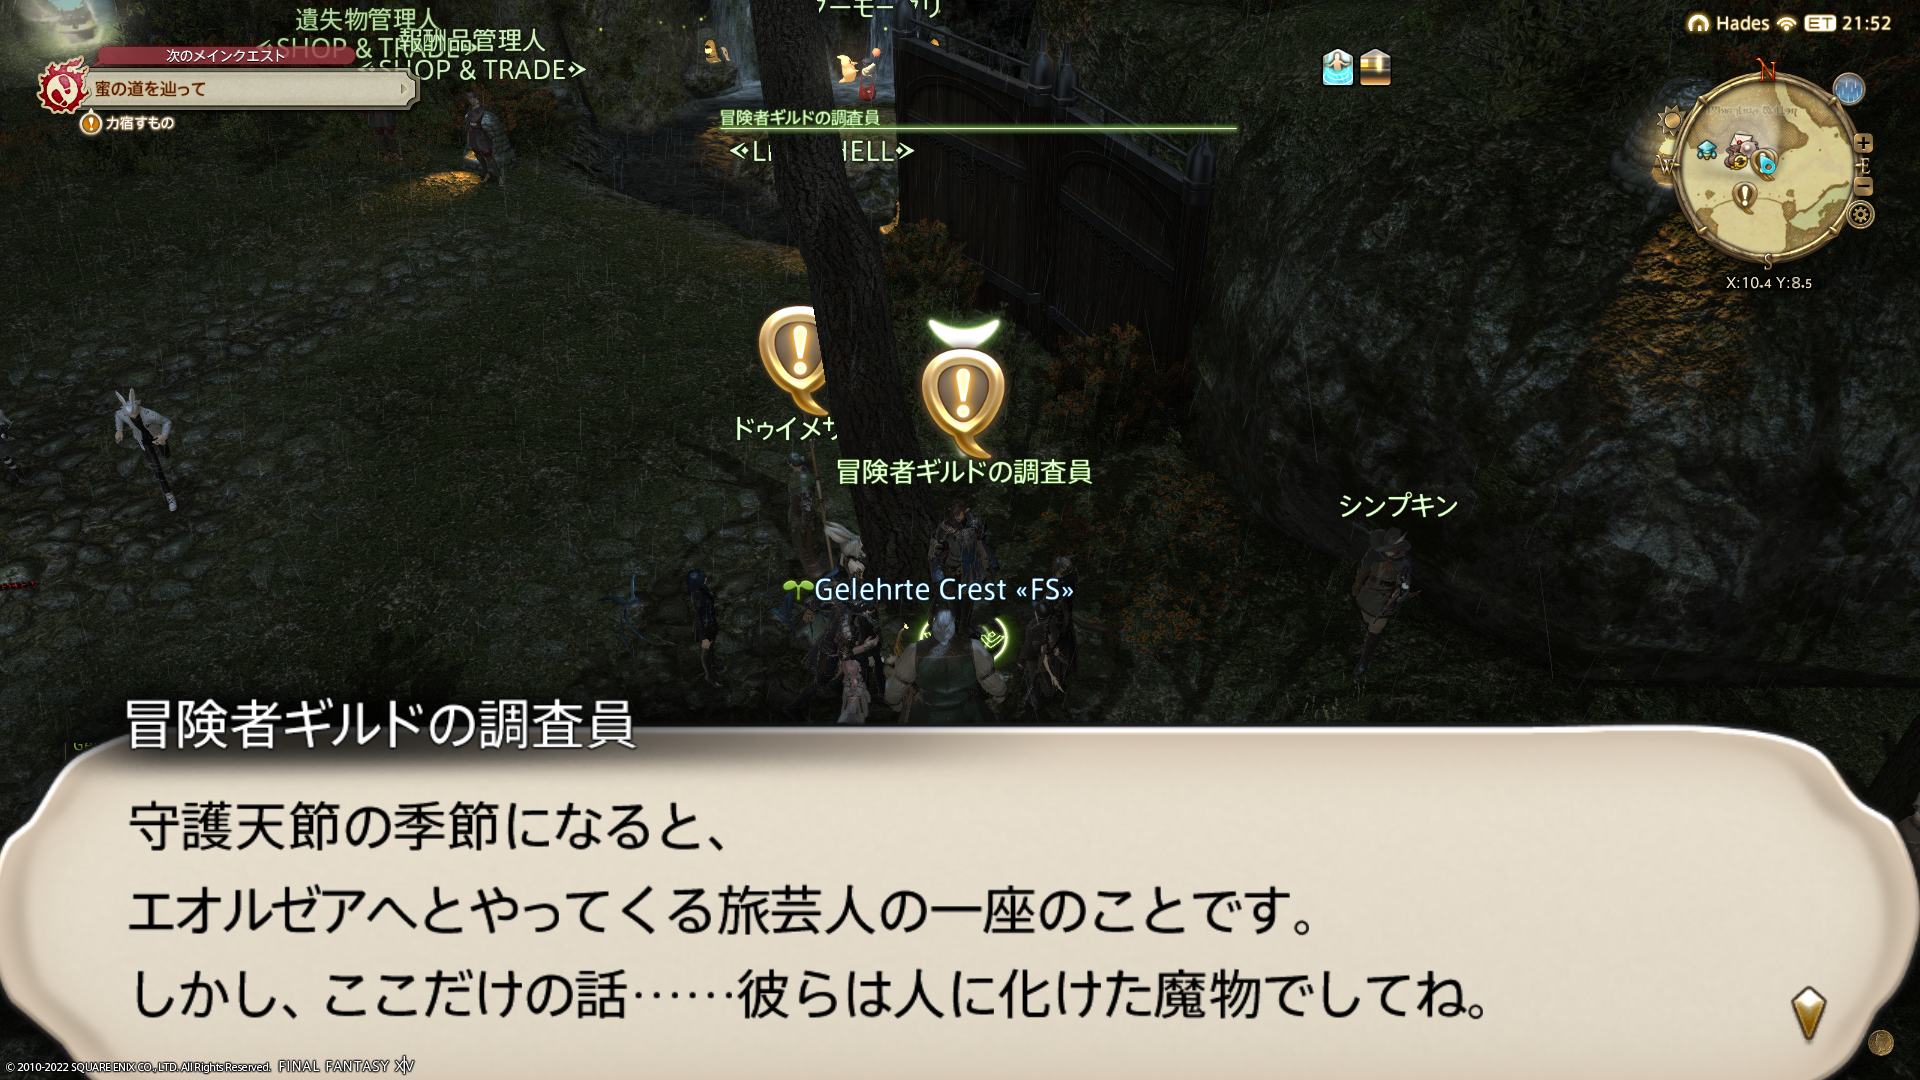 遺失物管理人
報酬品管理人
<SHOP & TRADE>
<SHOP & TRADE>
Hades
ET 21:52
次のメインクエスト
蜜の道を辿って
力宿すもの
冒険者ギルドの調査員
N
W
E
S
X:10.4 Y:8.5
ドゥイメ
冒険者ギルドの調査員
シンプキン
Gelehrte Crest «FS»
冒険者ギルドの調査員
守護天節の季節になると、
エオルゼアへとやってくる旅芸人の一座のことです。
しかし、ここだけの話……彼らは人に化けた魔物でしてね。
© 2010-2022 SQUARE ENIX CO., LTD. All Rights Reserved. FINAL FANTASY XIV